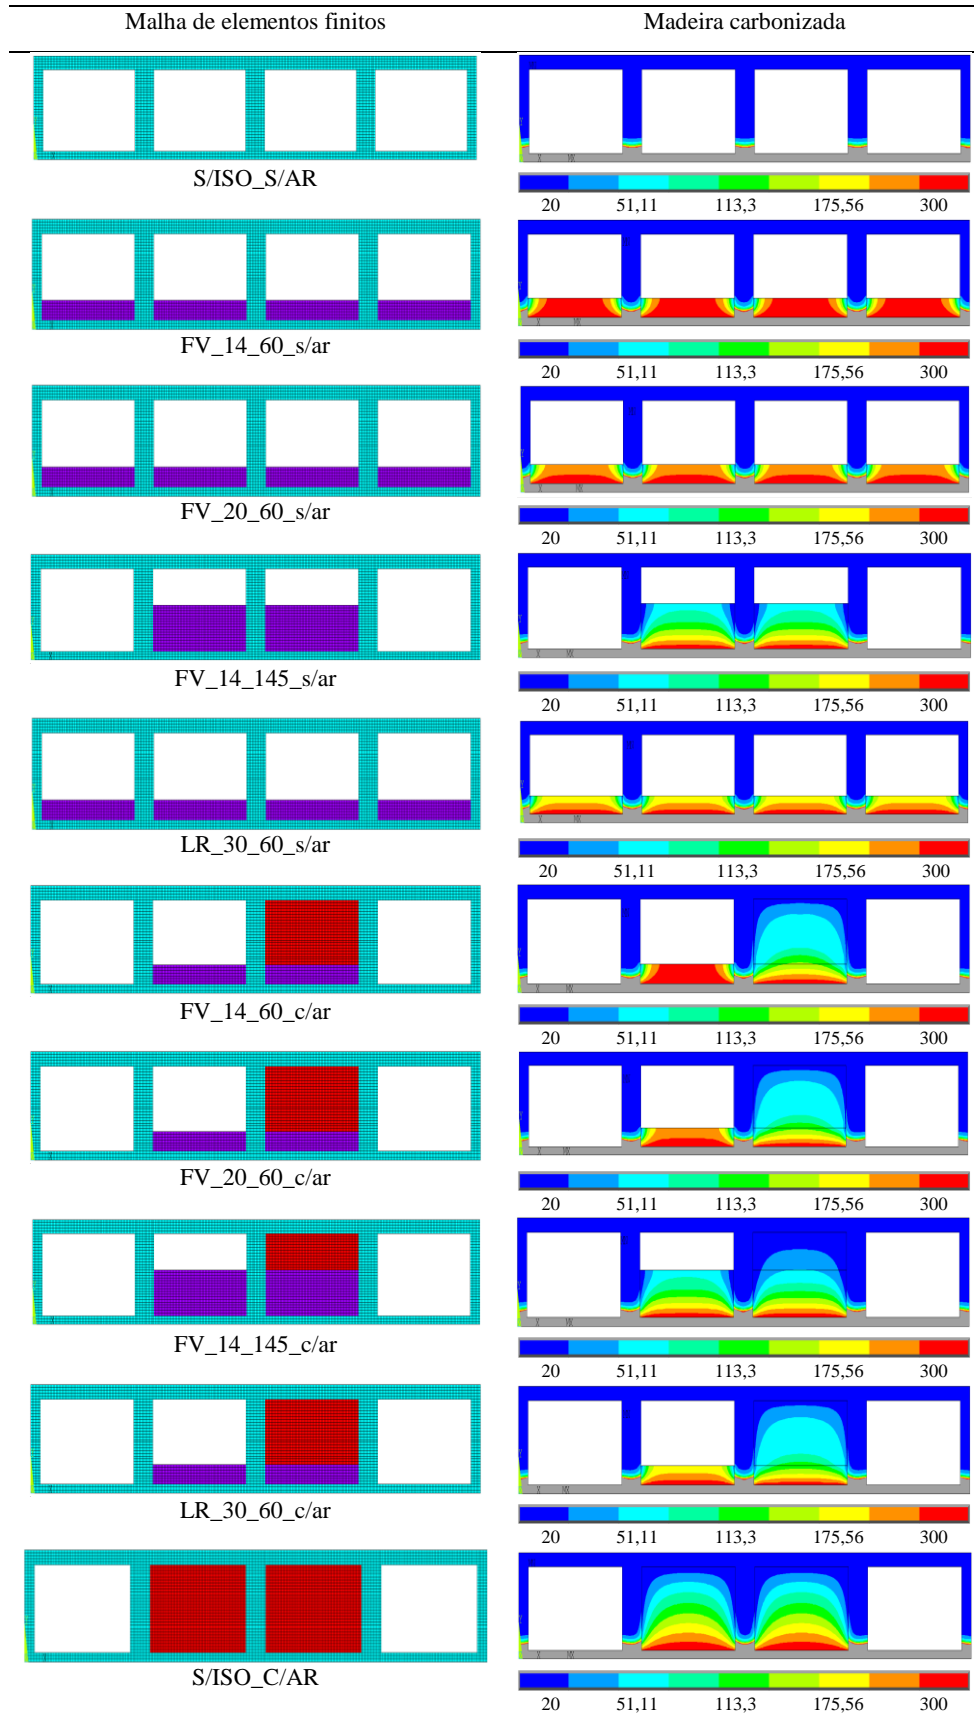 Malha de elementos finitos Madeira carbonizada
S/ISO_S/AR
20 51,11 113,3 175,56 300
FV_14_60_s/ar
20 51,11 113,3 175,56 300
FV_20_60_s/ar
20 51,11 113,3 175,56 300
FV_14_145_s/ar
20 51,11 113,3 175,56 300
LR_30_60_s/ar
20 51,11 113,3 175,56 300
FV_14_60_c/ar
20 51,11 113,3 175,56 300
FV_20_60_c/ar
20 51,11 113,3 175,56 300
FV_14_145_c/ar
20 51,11 113,3 175,56 300
LR_30_60_c/ar
20 51,11 113,3 175,56 300
S/ISO_C/AR
20 51,11 113,3 175,56 300